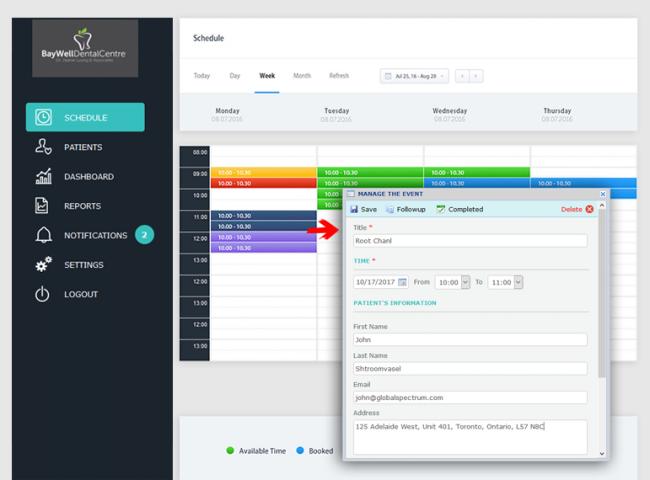 BayWellDentalCentre
SCHEDULE
PATIENTS
DASHBOARD
REPORTS
NOTIFICATIONS 2
SETTINGS
LOGOUT
Schedule
Today Day Week Month Refresh Jul 25, 16 - Aug 20
Monday Tuesday Wednesday Thursday
08.07.2016 08.07.2016 08.07.2016 08.07.2016
08:00
09:00 10.00 - 10.30 10.00 - 10.30 10.00 - 10.30
10.00 - 10.30 10.00 - 10.30 10.00 - 10.30 10.00 - 10.30
10:00 10.00
10.00
11:00 10.00 - 10.30
10.00 - 10.30
12:00 10.00 - 10.30
10.00 - 10.30
13:00
12:00
13:00
12:00
13:00
Available Time Booked
MANAGE THE EVENT
Save Followup Completed Delete
Title *
Root Chanl
TIME *
10/17/2017 From 10:00 To 11:00
PATIENT'S INFORMATION
First Name
John
Last Name
Shtroomvasel
Email
john@globalspectrum.com
Address
125 Adelaide West, Unit 401, Toronto, Ontario, L57 N8C